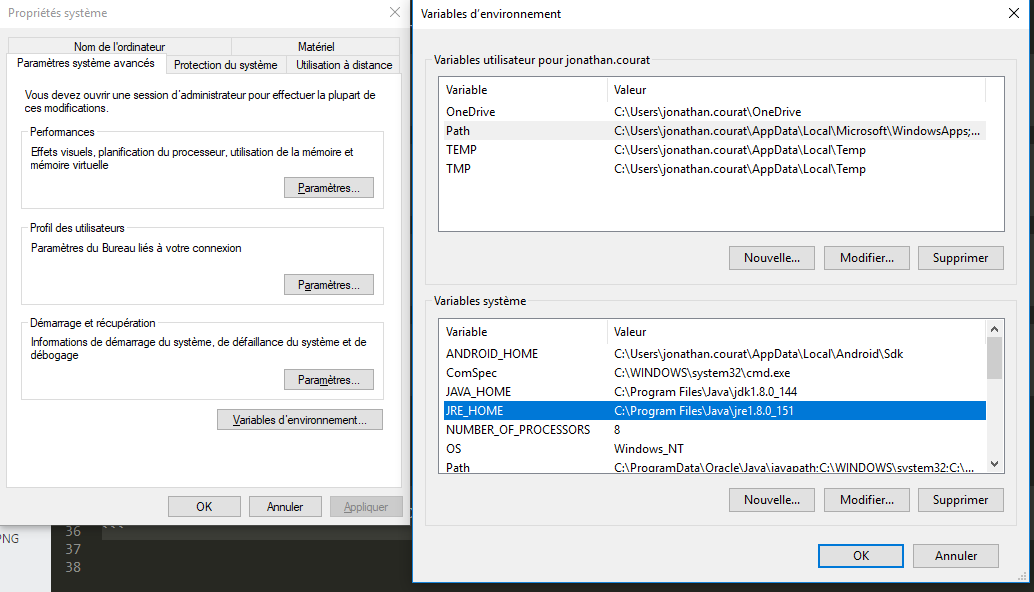 Propriétés système
Nom de l'ordinateur
Matériel
Paramètres système avancés
Protection du système
Utilisation à distance
Vous devez ouvrir une session d'administrateur pour effectuer la plupart de
ces modifications.
Performances
Effets visuels, planification du processeur, utilisation de la mémoire et
mémoire virtuelle
Paramètres...
Profil des utilisateurs
Paramètres du Bureau liés à votre connexion
Paramètres...
Démarrage et récupération
Informations de démarrage du système, de défaillance du système et de
débogage
Paramètres...
Variables d'environnement...
OK
Annuler
Appliquer
PNG
36 ```
37
38
Variables d'environnement
Variables utilisateur pour jonathan.courat
Variable Valeur
OneDrive C:\Users\jonathan.courat\OneDrive
Path C:\Users\jonathan.courat\AppData\Local\Microsoft\WindowsApps;...
TEMP C:\Users\jonathan.courat\AppData\Local\Temp
TMP C:\Users\jonathan.courat\AppData\Local\Temp
Nouvelle...
Modifier...
Supprimer
Variables système
Variable Valeur
ANDROID_HOME C:\Users\jonathan.courat\AppData\Local\Android\Sdk
ComSpec C:\WINDOWS\system32\cmd.exe
JAVA_HOME C:\Program Files\Java\jdk1.8.0_144
JRE_HOME C:\Program Files\Java\jre1.8.0_151
NUMBER_OF_PROCESSORS 8
OS Windows_NT
Path C:\ProgramData\Oracle\Java\javapath;C:\WINDOWS\system32;C:\...
Nouvelle...
Modifier...
Supprimer
OK
Annuler